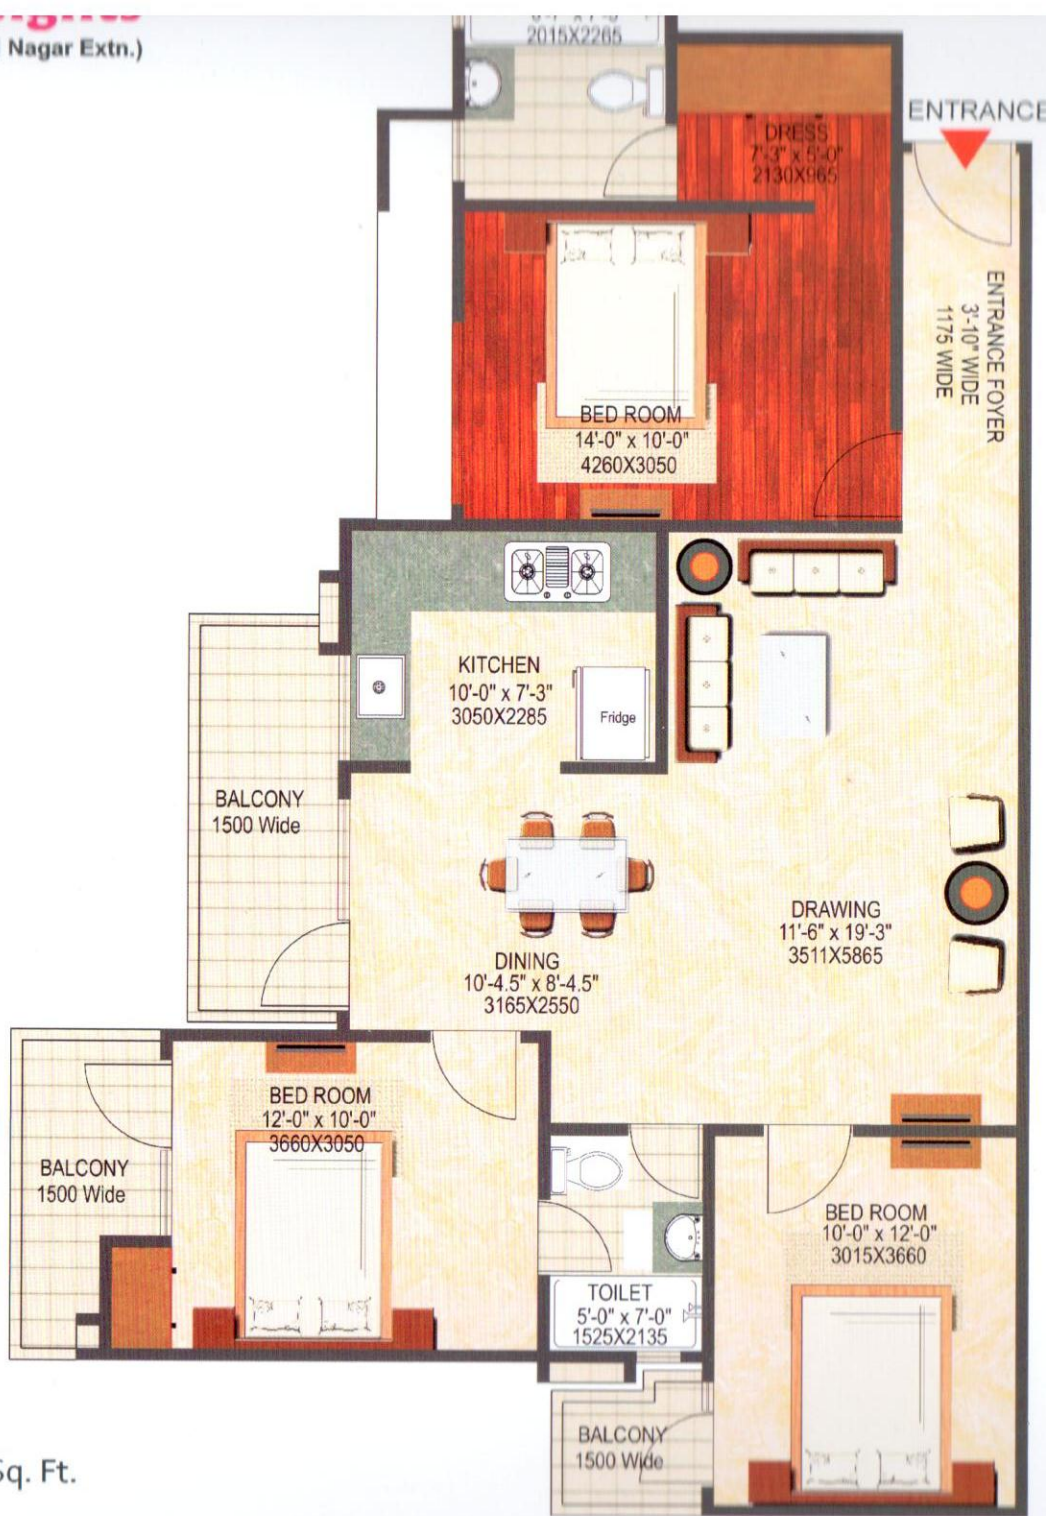 Nagar Extn.)
2015X2265
ENTRANCE
DRESS
7'-3" x 5'-0"
2130X965
ENTRANCE FOYER
3'-10" WIDE
1175 WIDE
BED ROOM
14'-0" x 10'-0"
4260X3050
KITCHEN
10'-0" x 7'-3"
3050X2285
Fridge
BALCONY
1500 Wide
DRAWING
11'-6" x 19'-3"
3511X5865
DINING
10'-4.5" x 8'-4.5"
3165X2550
BED ROOM
12'-0" x 10'-0"
3660X3050
BALCONY
1500 Wide
BED ROOM
10'-0" x 12'-0"
3015X3660
TOILET
5'-0" x 7'-0"
1525X2135
BALCONY
1500 Wide
Sq. Ft.